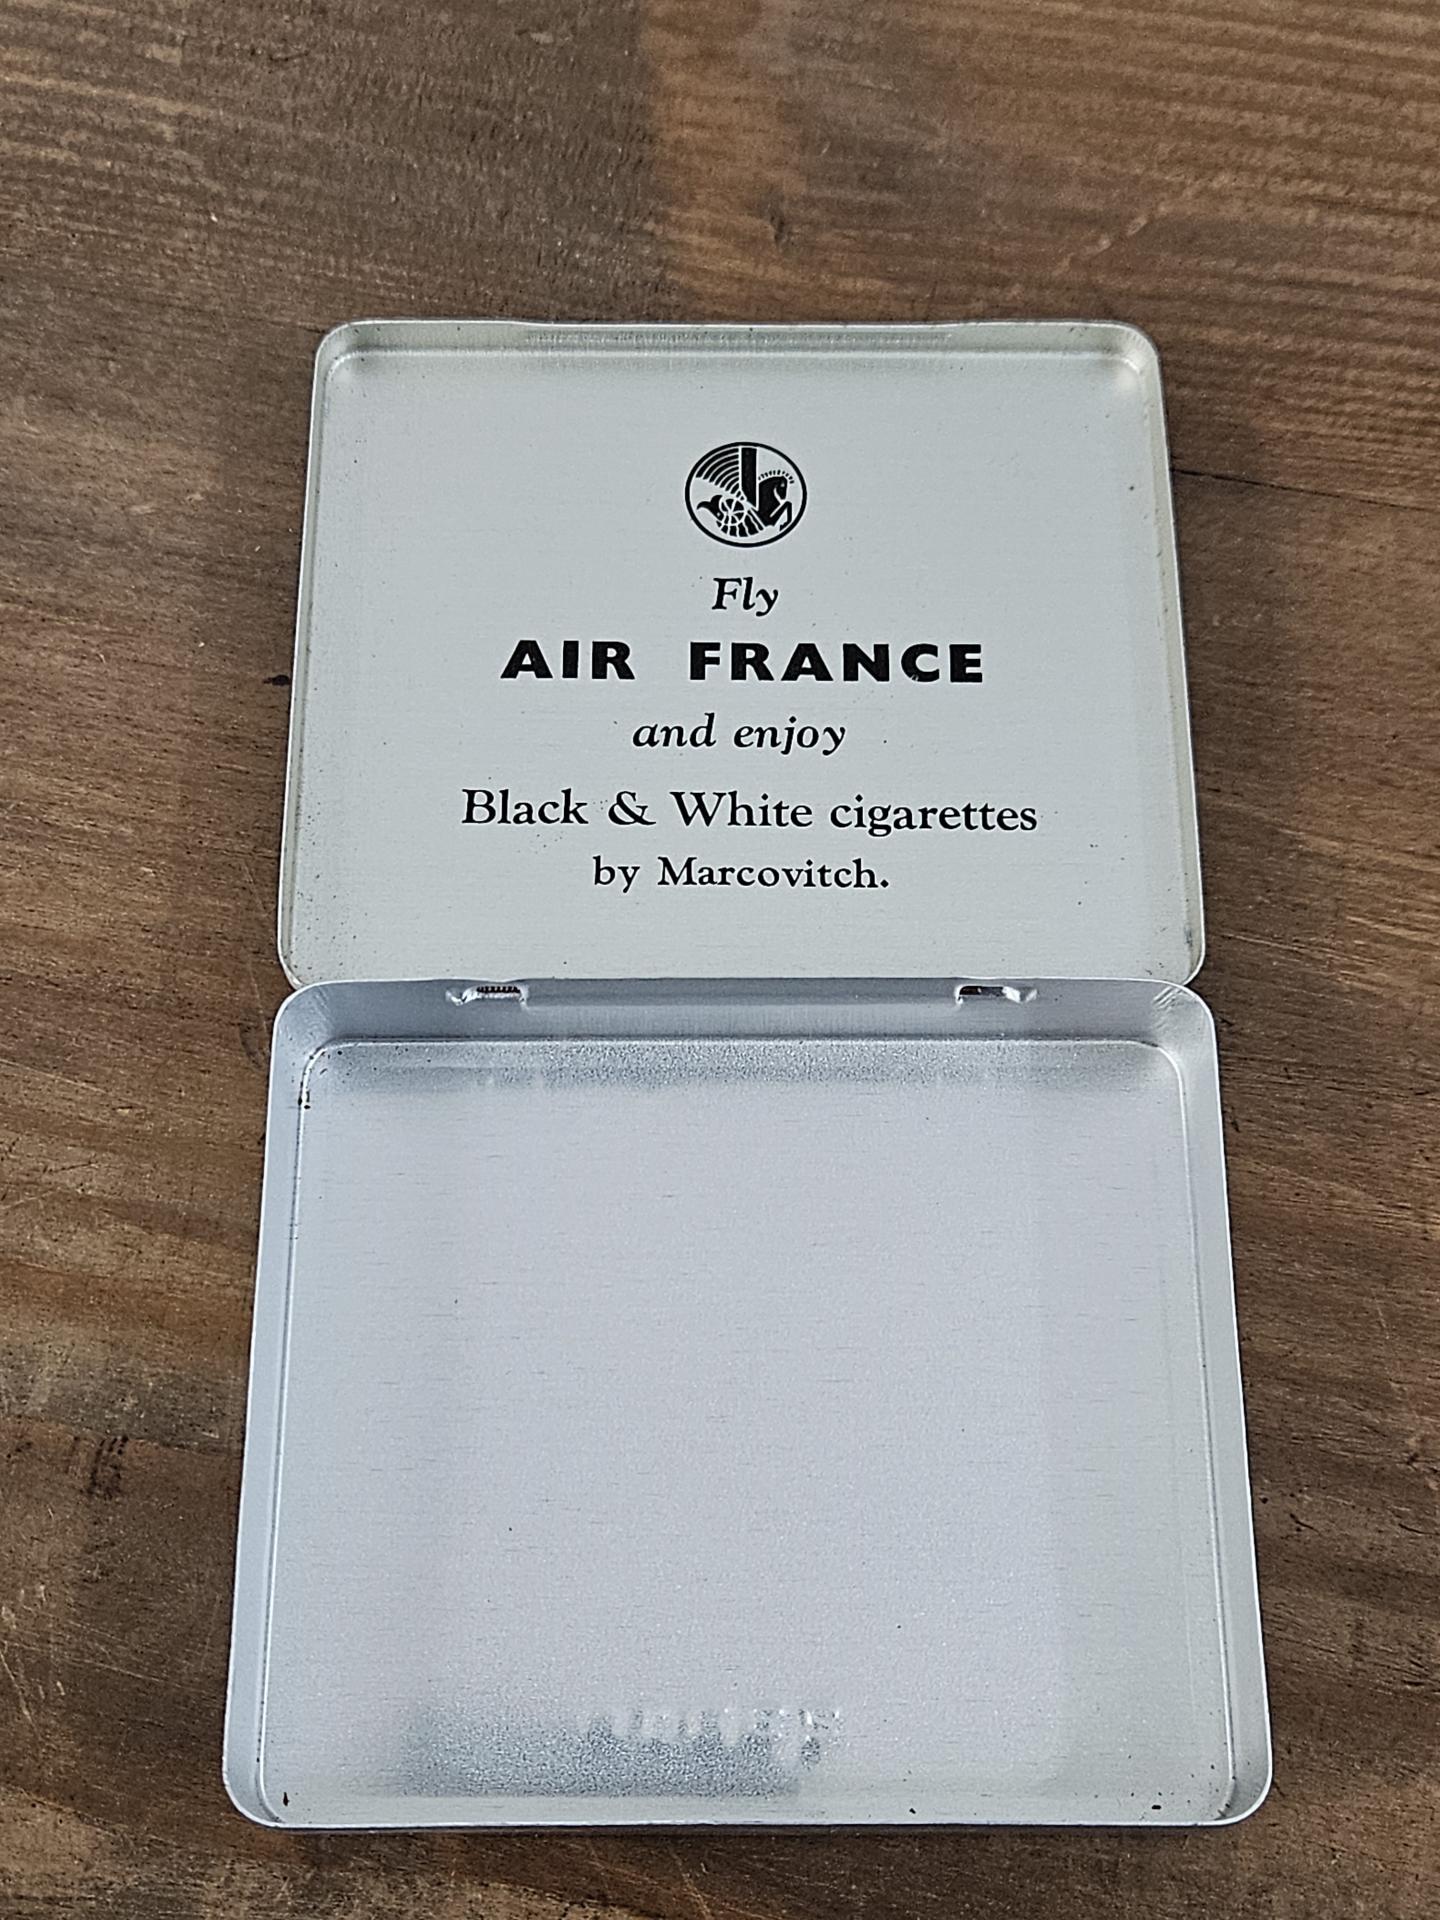 Fly
AIR FRANCE
and enjoy
Black & White cigarettes
by Marcovitch.